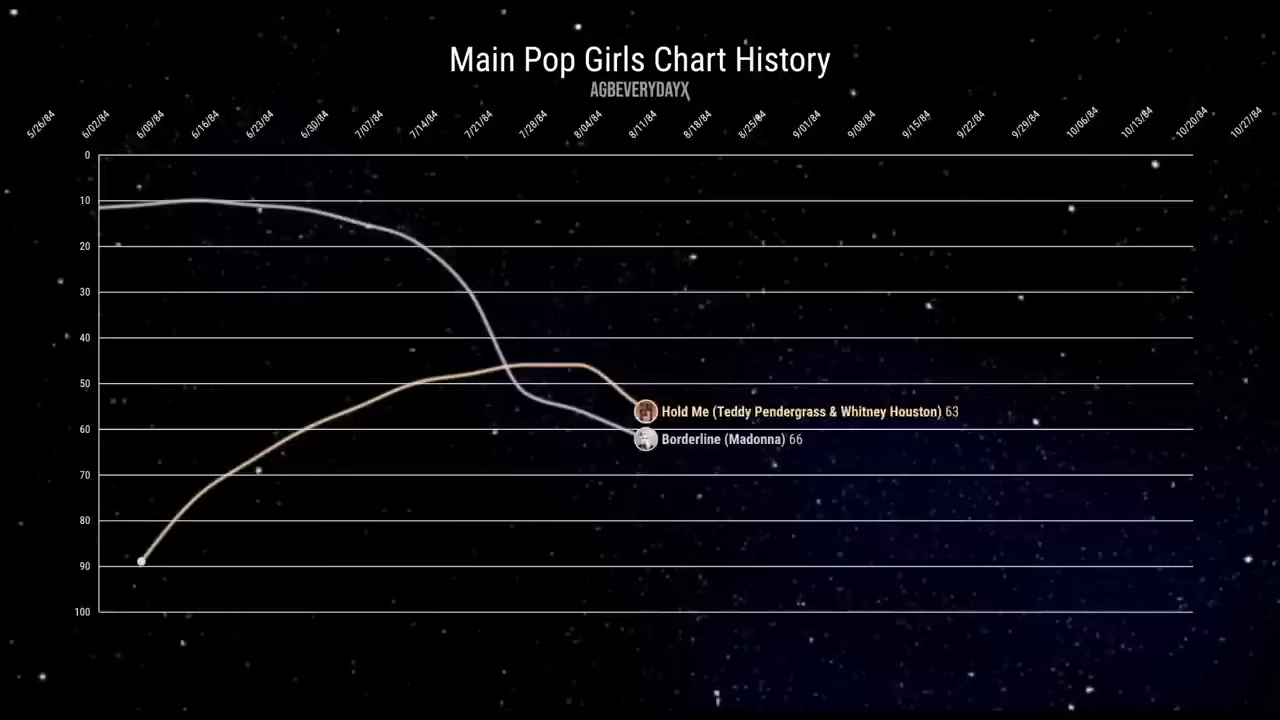 Main Pop Girls Chart History
AGBEVERYDAYX
5/26/84 6/02/84 6/09/84 6/16/84 6/23/84 6/30/84 7/07/84 7/14/84 7/21/84 7/28/84 8/04/84 8/11/84 8/18/84 8/25/84 9/01/84 9/08/84 9/15/84 9/22/84 9/29/84 10/06/84 10/13/84 10/20/84 10/27/84
0
10
20
30
40
50
Hold Me (Teddy Pendergrass & Whitney Houston) 63
60
Borderline (Madonna) 66
70
80
90
100